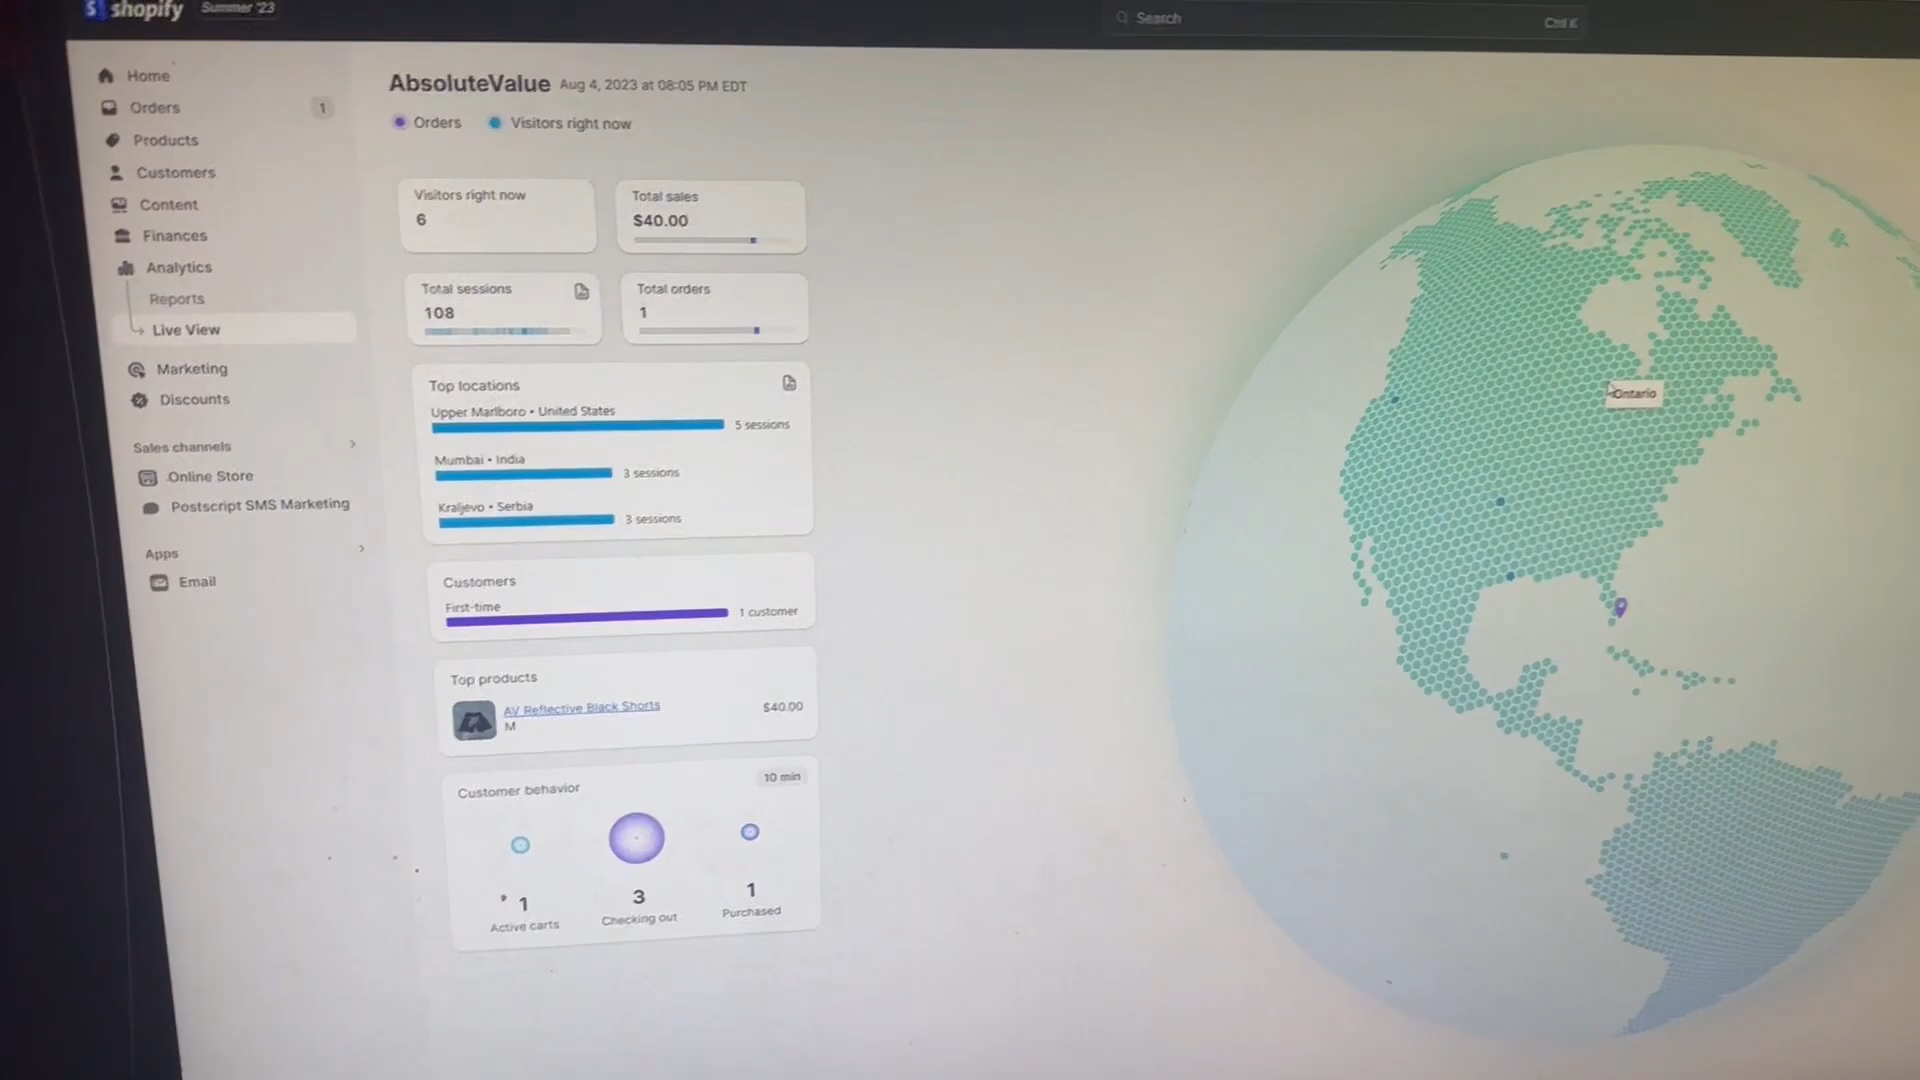 shopify
Summer '23
Search
Ctrl K
Home
Orders
1
Products
Customers
Content
Finances
Analytics
Reports
Live View
Marketing
Discounts
Sales channels
Online Store
Postscript SMS Marketing
Apps
Email
AbsoluteValue Aug 4, 2023 at 08:05 PM EDT
Orders Visitors right now
Visitors right now
6
Total sales
$40.00
Total sessions
108
Total orders
1
Top locations
Upper Marlboro • United States
5 sessions
Mumbai • India
3 sessions
Kraljevo • Serbia
3 sessions
Customers
First-time
1 customer
Top products
AV Reflective Black Shorts
$40.00
M
Customer behavior
10 min
1
Active carts
3
Checking out
1
Purchased
Ontario